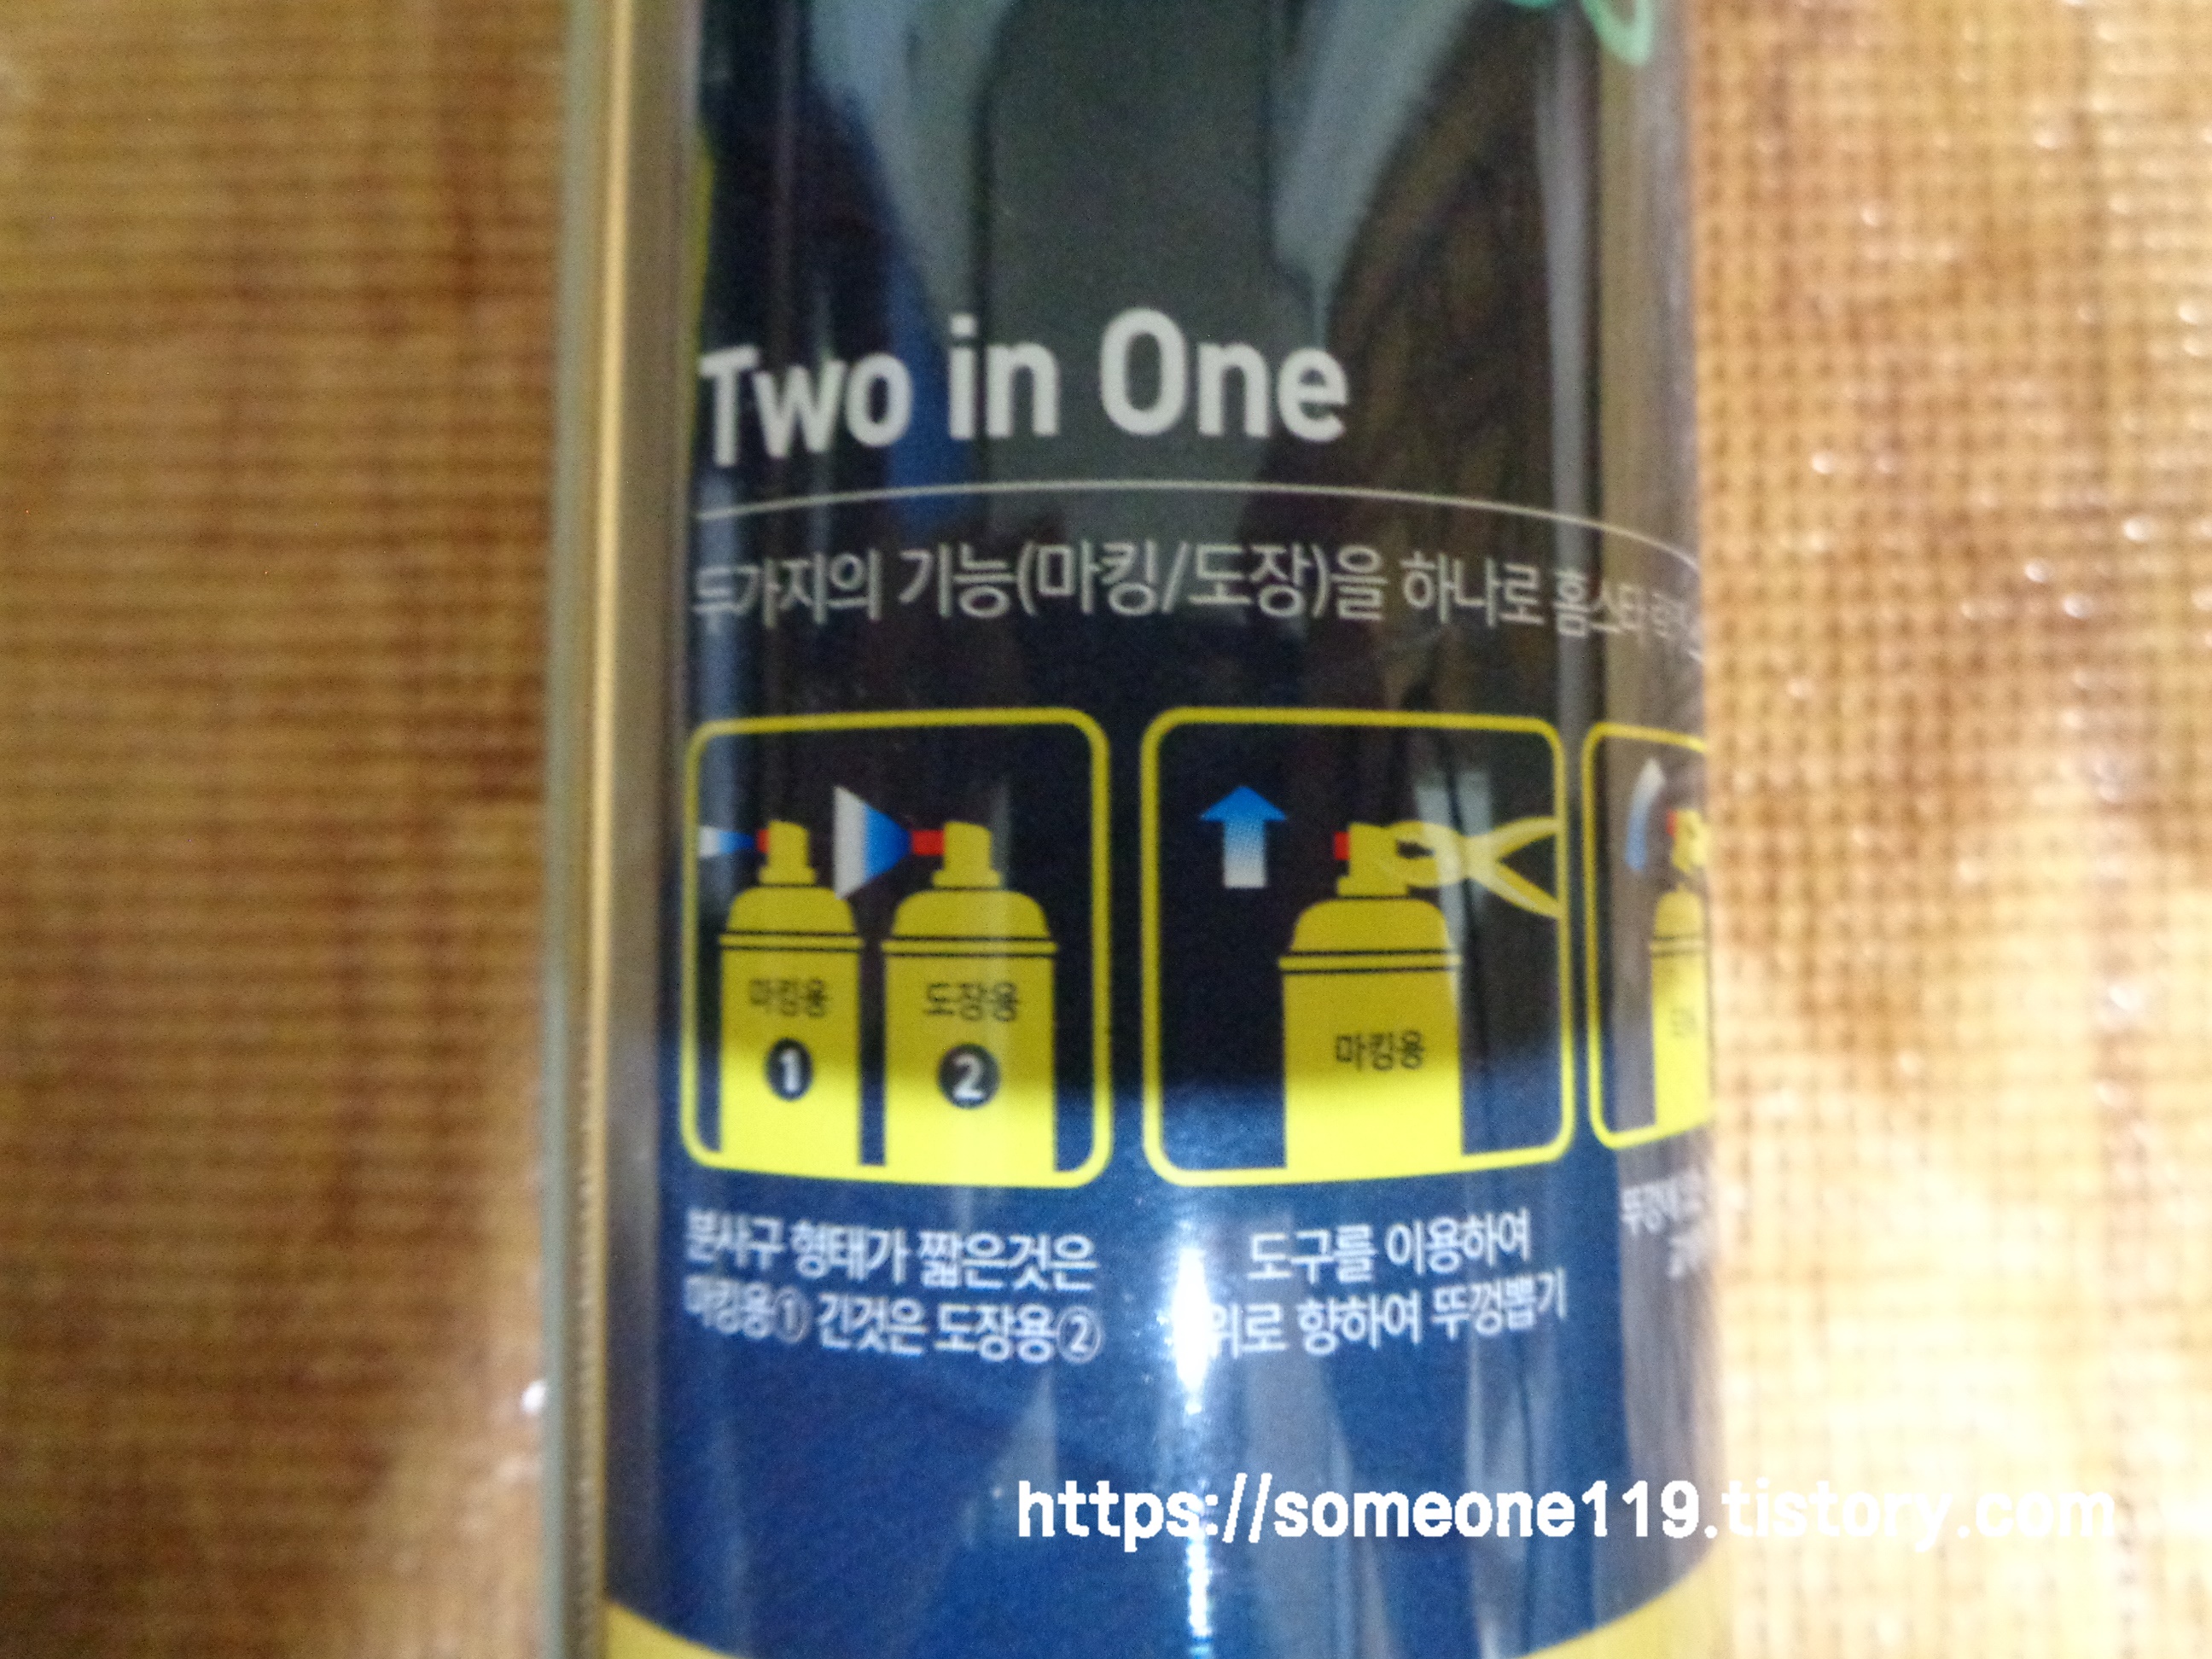 Two in One
두가지의 기능(마킹/도장)을 하나로 홈스타
마킹용
1
도장용
2
마킹용
분사구 형태가 짧은것은
마킹용① 긴것은 도장용②
도구를 이용하여
위로 향하여 뚜껑뽑기
https://someone119.tistory.com